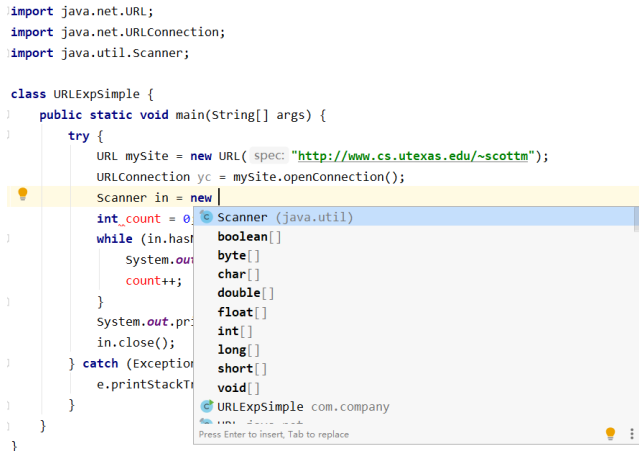 import java.net.URL;
import java.net.URLConnection;
import java.util.Scanner;
class URLExpSimple {
public static void main(String[] args) {
try {
URL mySite = new URL( spec: "http://www.cs.utexas.edu/~scottm");
URLConnection yc = mySite.openConnection();
Scanner in = new
int count = 0
while (in.has
System.out
count++;
}
System.out.pri
in.close();
} catch (Exception
e.printStackTr
}
}
}
Scanner (java.util)
boolean[]
byte[]
char[]
double[]
float[]
int[]
long[]
short[]
void[]
URLExpSimple com.company
URL java.net
Press Enter to insert, Tab to replace